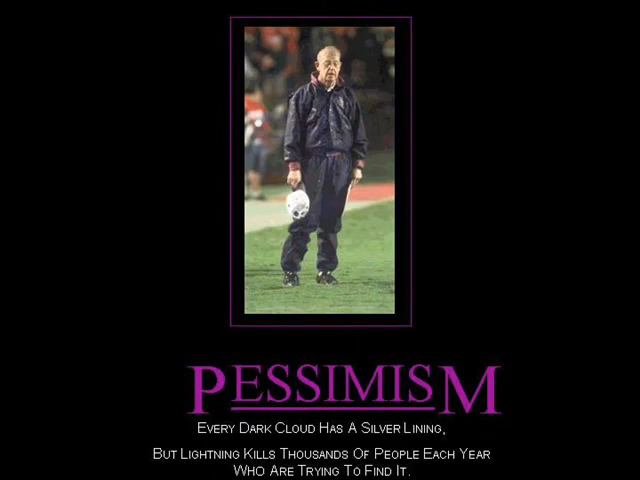 PESSIMISM
EVERY DARK CLOUD HAS A SILVER LINING,
BUT LIGHTNING KILLS THOUSANDS OF PEOPLE EACH YEAR
WHO ARE TRYING TO FIND IT.